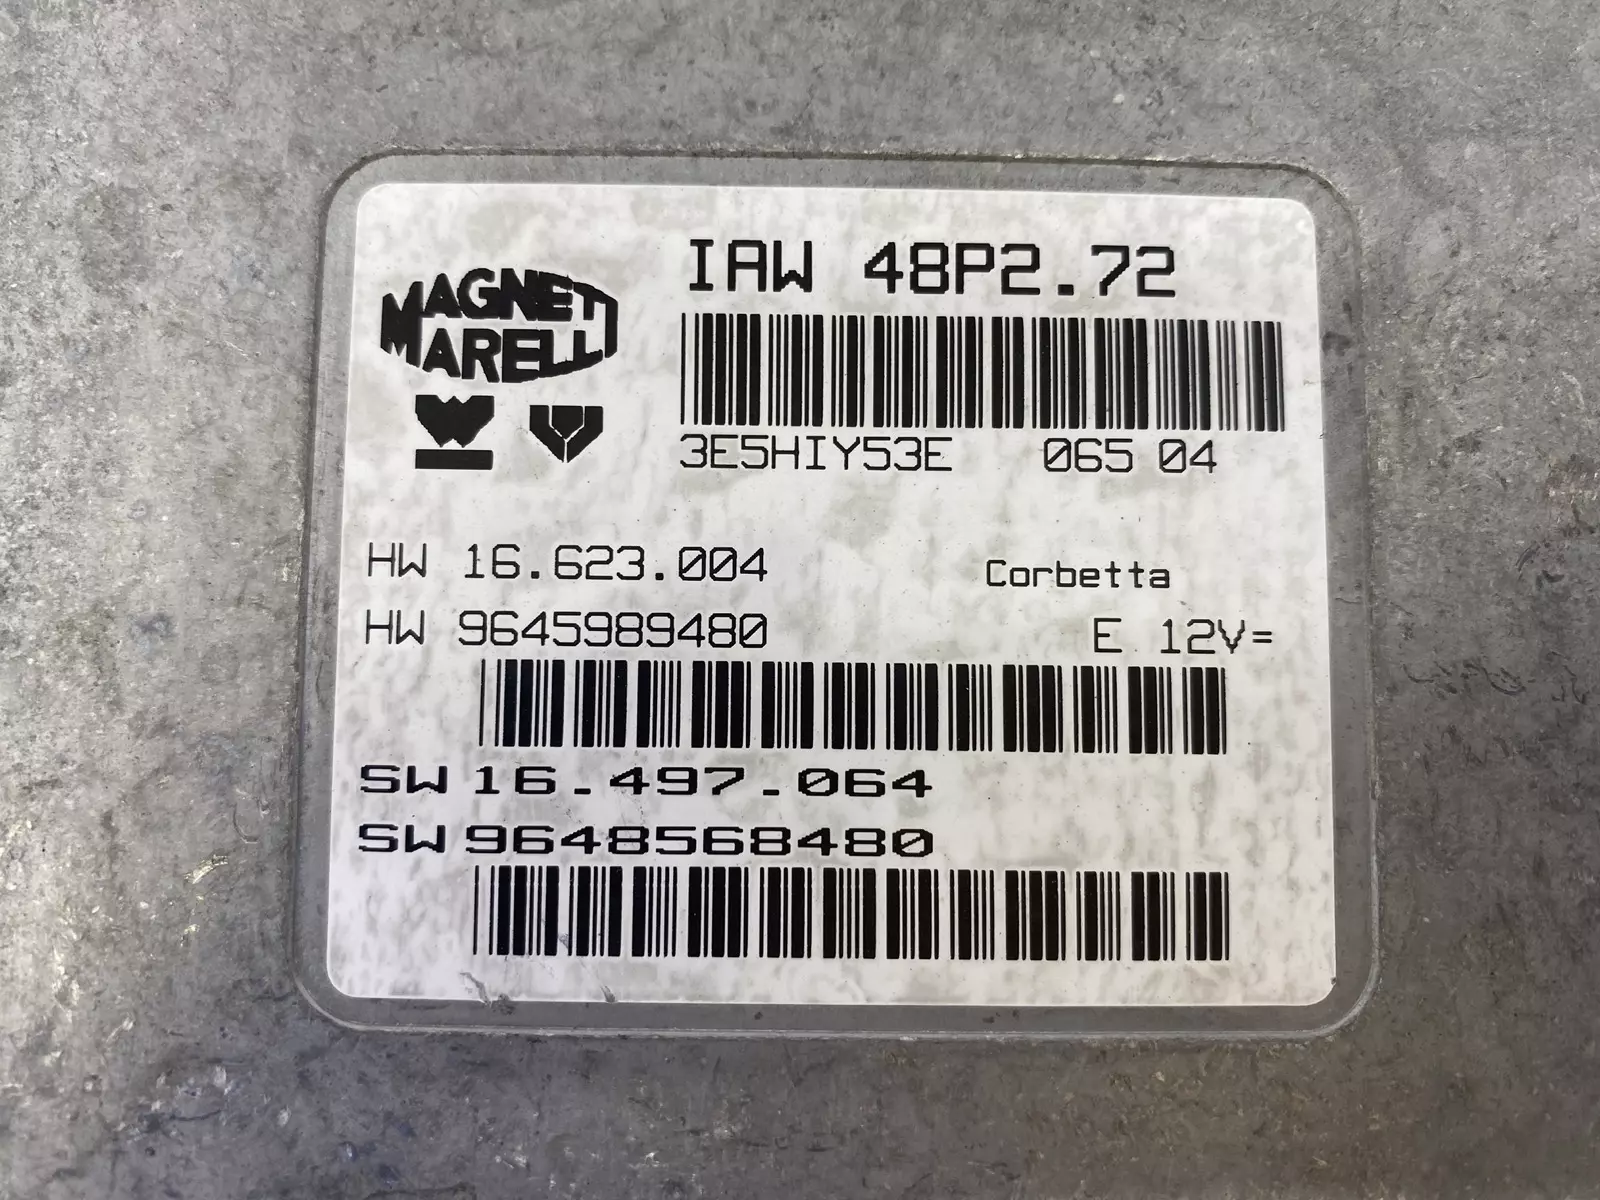 IAW 48P2.72
MAGNETI
MARELLI
3E5HIY53E 065 04
HW 16.623.004 Corbetta
HW 9645989480 E 12V=
SW 16.497.064
SW 9648568480